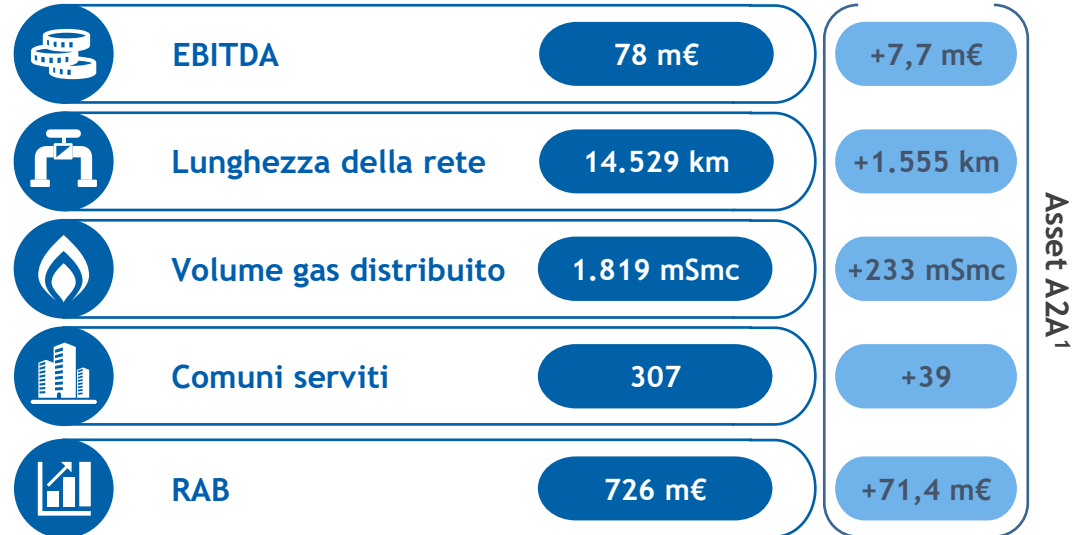 EBITDA 78 m€ +7,7 m€
Lunghezza della rete 14.529 km +1.555 km
Volume gas distribuito 1.819 mSmc +233 mSmc
Comuni serviti 307 +39
RAB 726 m€ +71,4 m€
Asset A2A¹